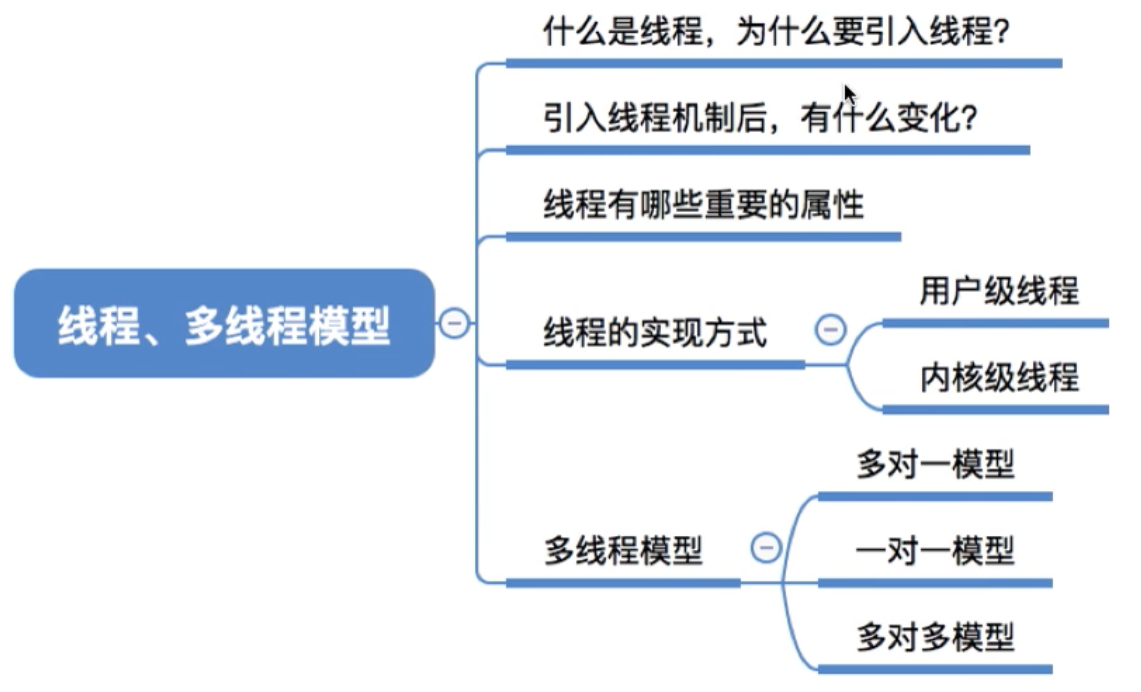 什么是线程，为什么要引入线程？
引入线程机制后，有什么变化？
线程有哪些重要的属性
线程、多线程模型
线程的实现方式
用户级线程
内核级线程
多线程模型
多对一模型
一对一模型
多对多模型